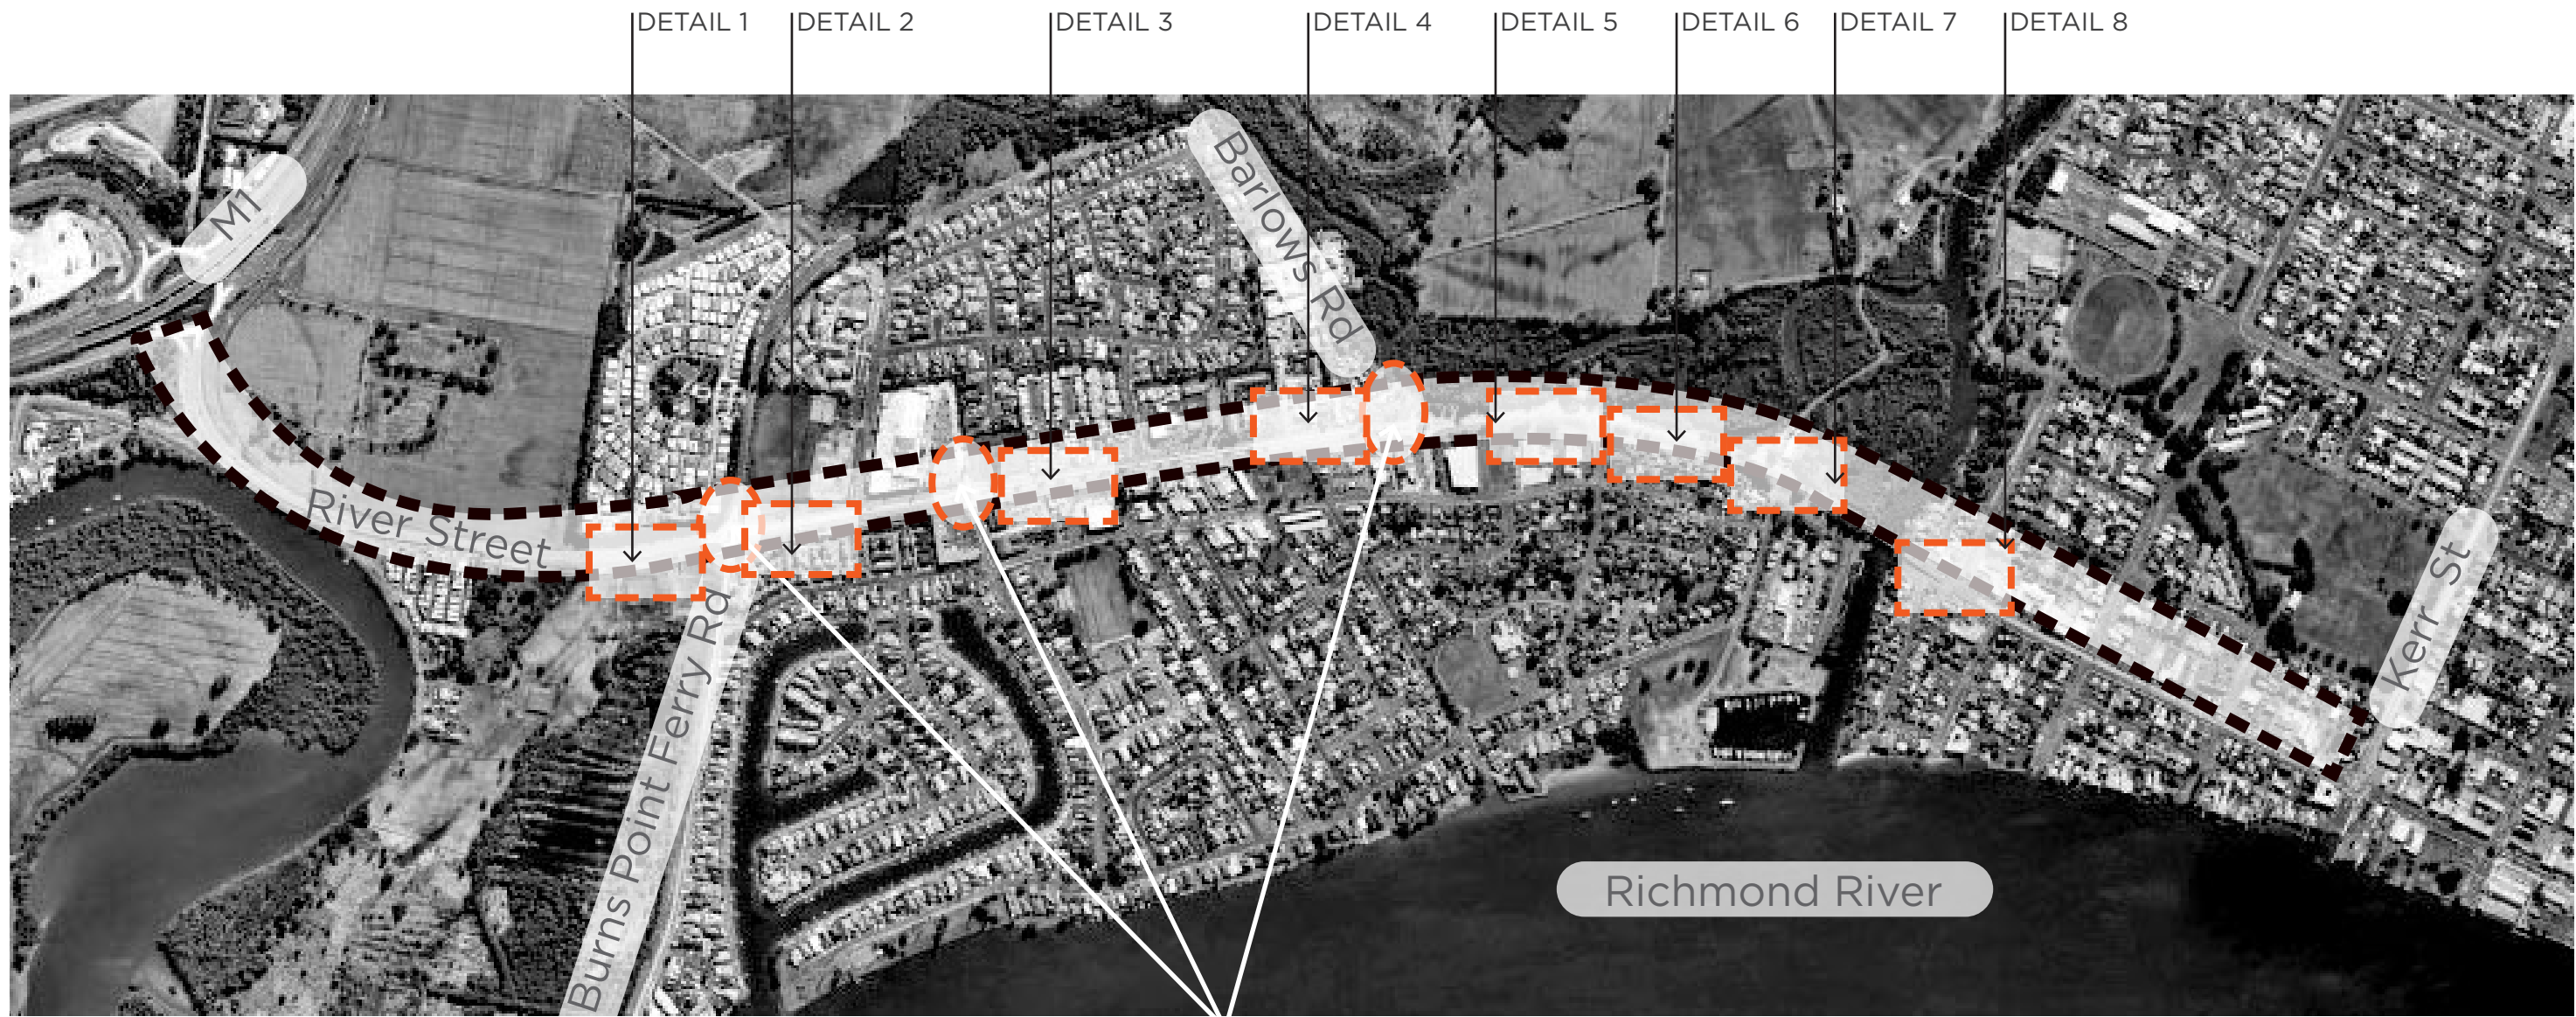 DETAIL 1
DETAIL 2
DETAIL 3
DETAIL 4
DETAIL 5
DETAIL 6
DETAIL 7
DETAIL 8
M1
Barlows Rd
River Street
Burns Point Ferry Rd
Kerr St
Richmond River